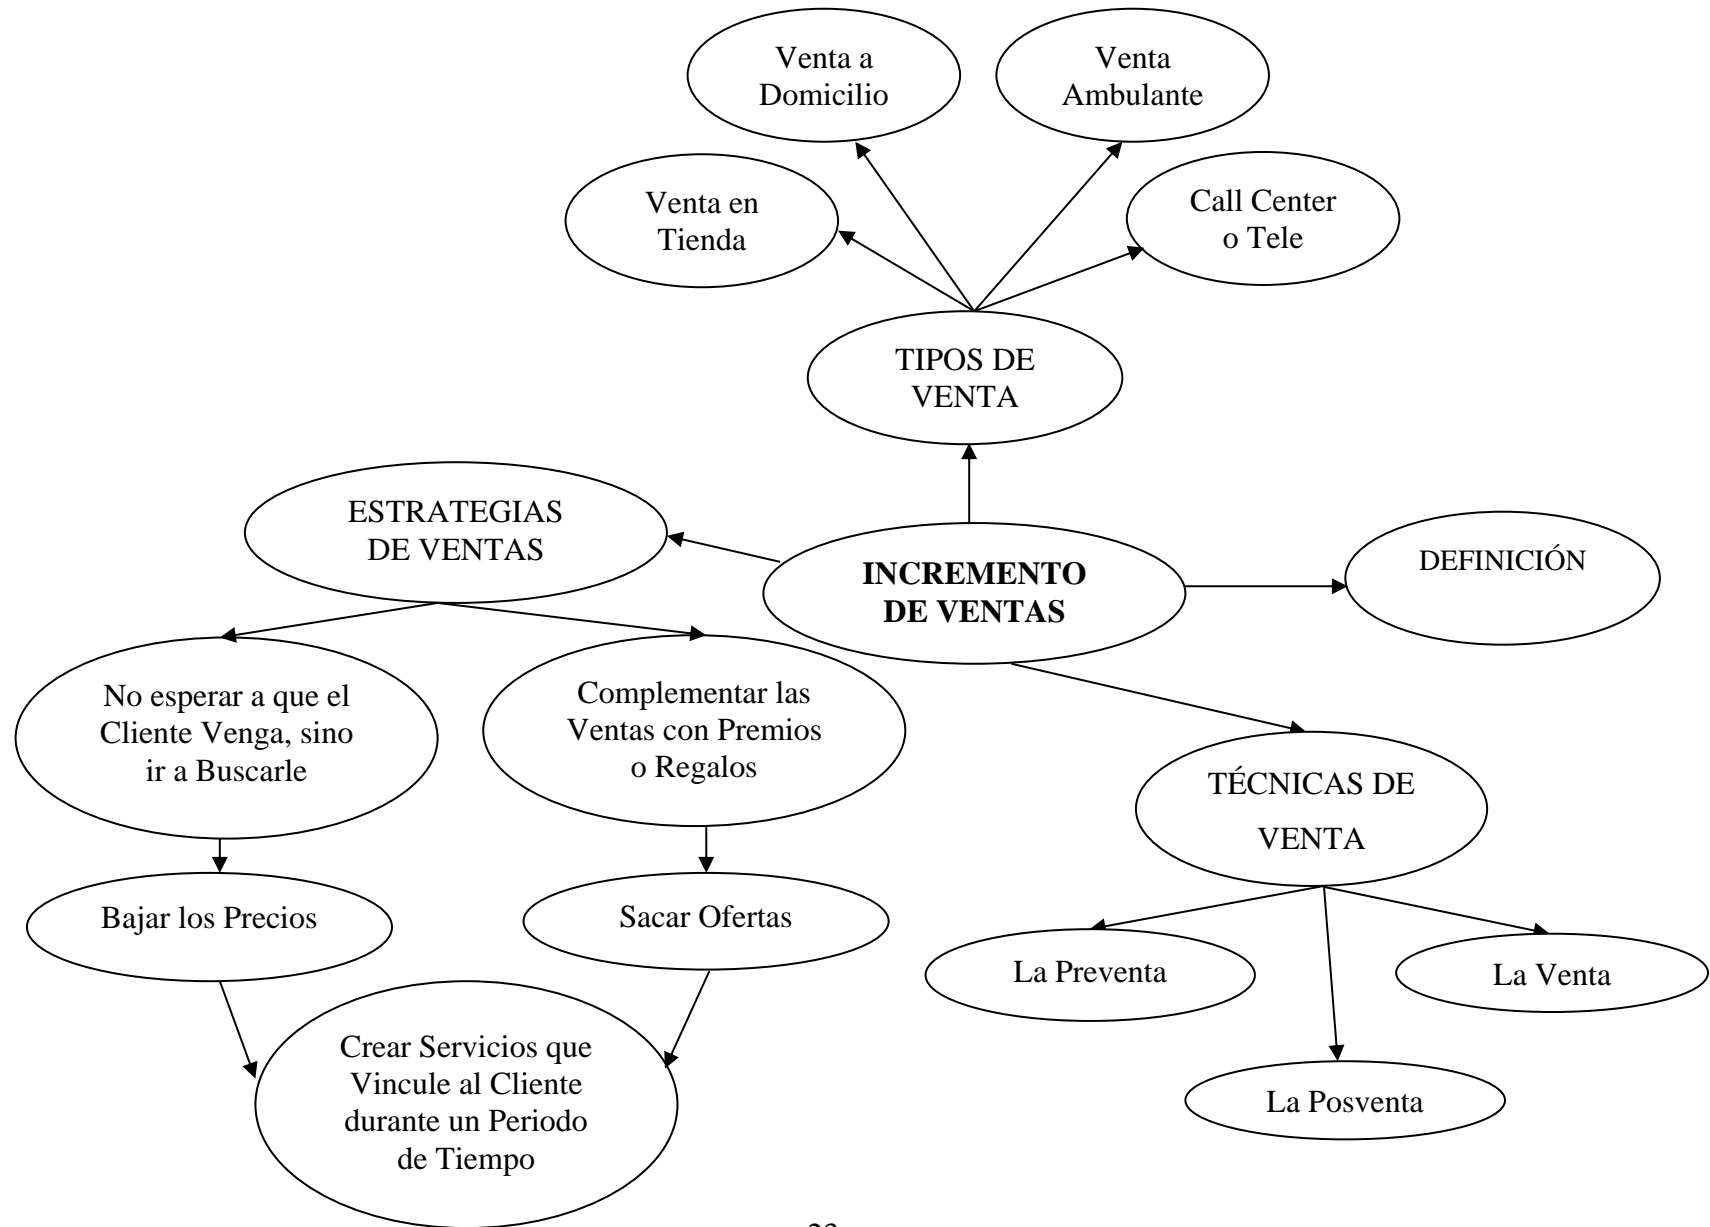 Venta a
Domicilio
Venta
Ambulante
Venta en
Tienda
Call Center
o Tele
TIPOS DE
VENTA
ESTRATEGIAS
DE VENTAS
INCREMENTO
DE VENTAS
DEFINICIÓN
No esperar a que el
Cliente Venga, sino
ir a Buscarle
Complementar las
Ventas con Premios
o Regalos
TÉCNICAS DE
VENTA
Bajar los Precios
Sacar Ofertas
La Preventa
La Venta
Crear Servicios que
Vincule al Cliente
durante un Periodo
de Tiempo
La Posventa